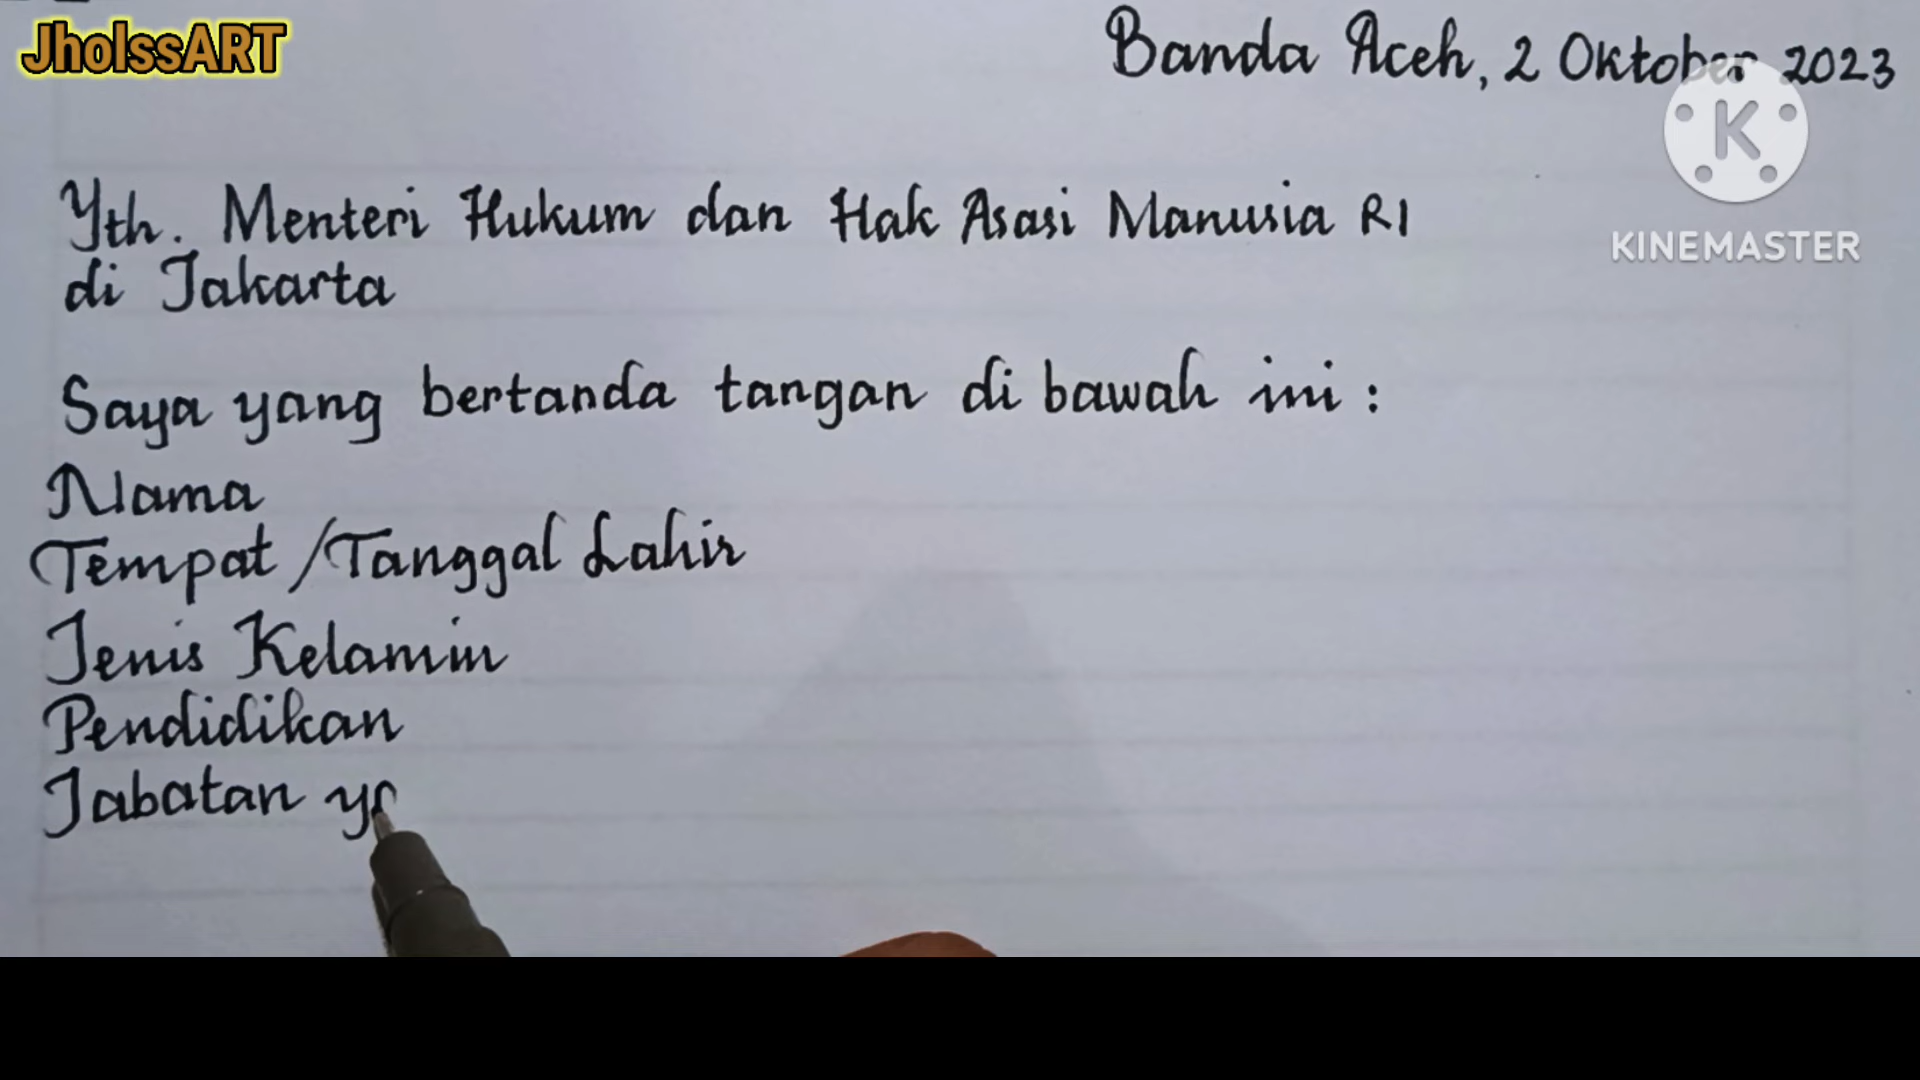 JhoIssART
Banda Aceh, 2 Oktober 2023
K
KINEMASTER
Yth. Menteri Hukum dan Hak Asasi Manusia RI
di Jakarta
Saya yang bertanda tangan di bawah ini :
Nama
Tempat /Tanggal Lahir
Jenis Kelamin
Pendidikan
Jabatan